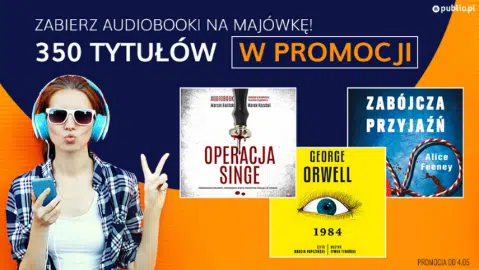 publio.pl
ZABIERZ AUDIOBOOKI NA MAJÓWKĘ!
350 TYTUŁÓW W PROMOCJI
AUDIOBOOK
OPERACJA
SINGE
GEORGE
ORWELL
1984
ZABÓJCZA
PRZYJAŹŃ
Alice
Feeney
PROMOCJA DO 4.05